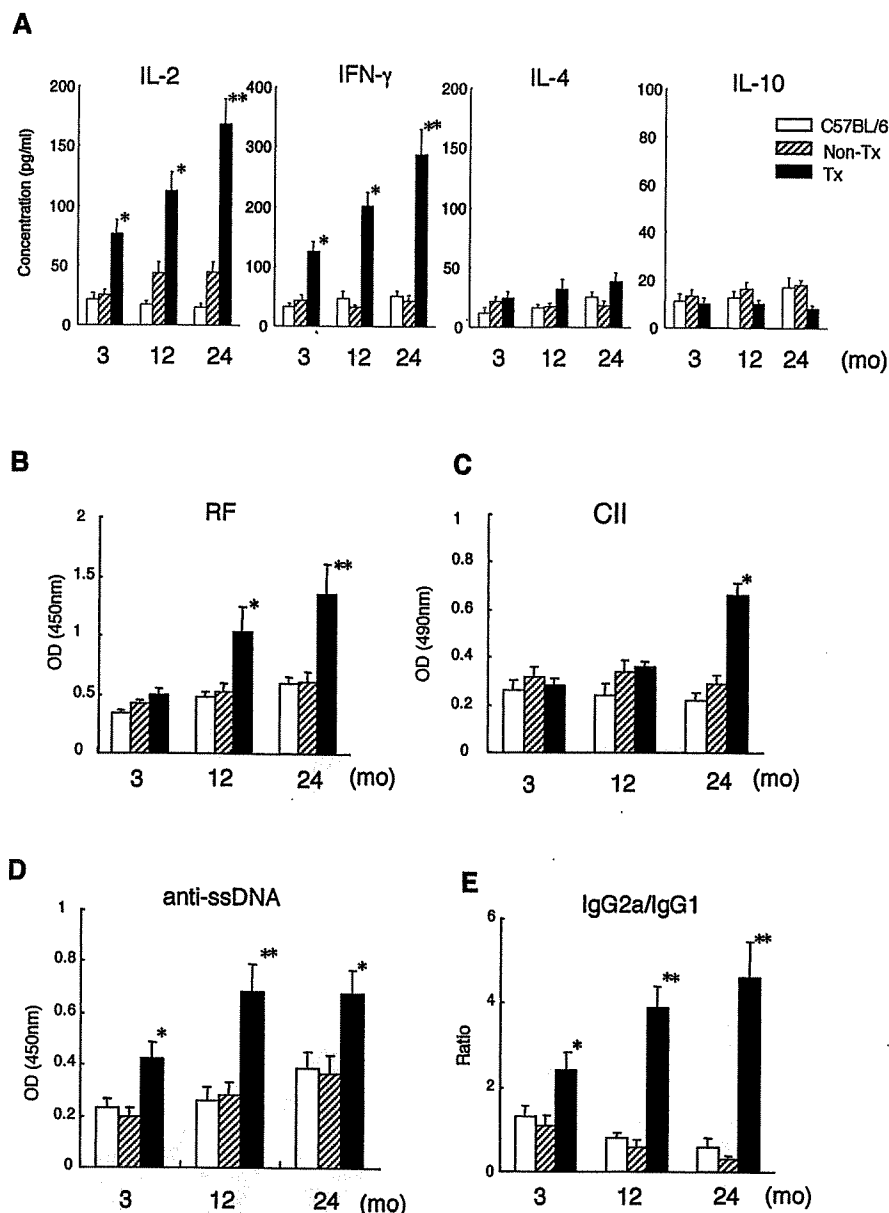 A
IL-2
IFN-γ
IL-4
IL-10
Concentration (pg/ml)
200
150
100
50
0
400
300
200
100
0
200
150
100
50
0
100
80
60
40
20
0
C57BL/6
Non-Tx
Tx
* * **
* * **
3 12 24
3 12 24
3 12 24
3 12 24 (mo)
B
RF
OD (450nm)
2
1.5
1
0.5
0
* **
3 12 24 (mo)
C
CII
OD (490nm)
1
0.8
0.6
0.4
0.2
0
*
3 12 24 (mo)
D
anti-ssDNA
OD (450nm)
1
0.8
0.6
0.4
0.2
0
* ** *
3 12 24 (mo)
E
IgG2a/IgG1
Ratio
6
4
2
0
* ** **
3 12 24 (mo)